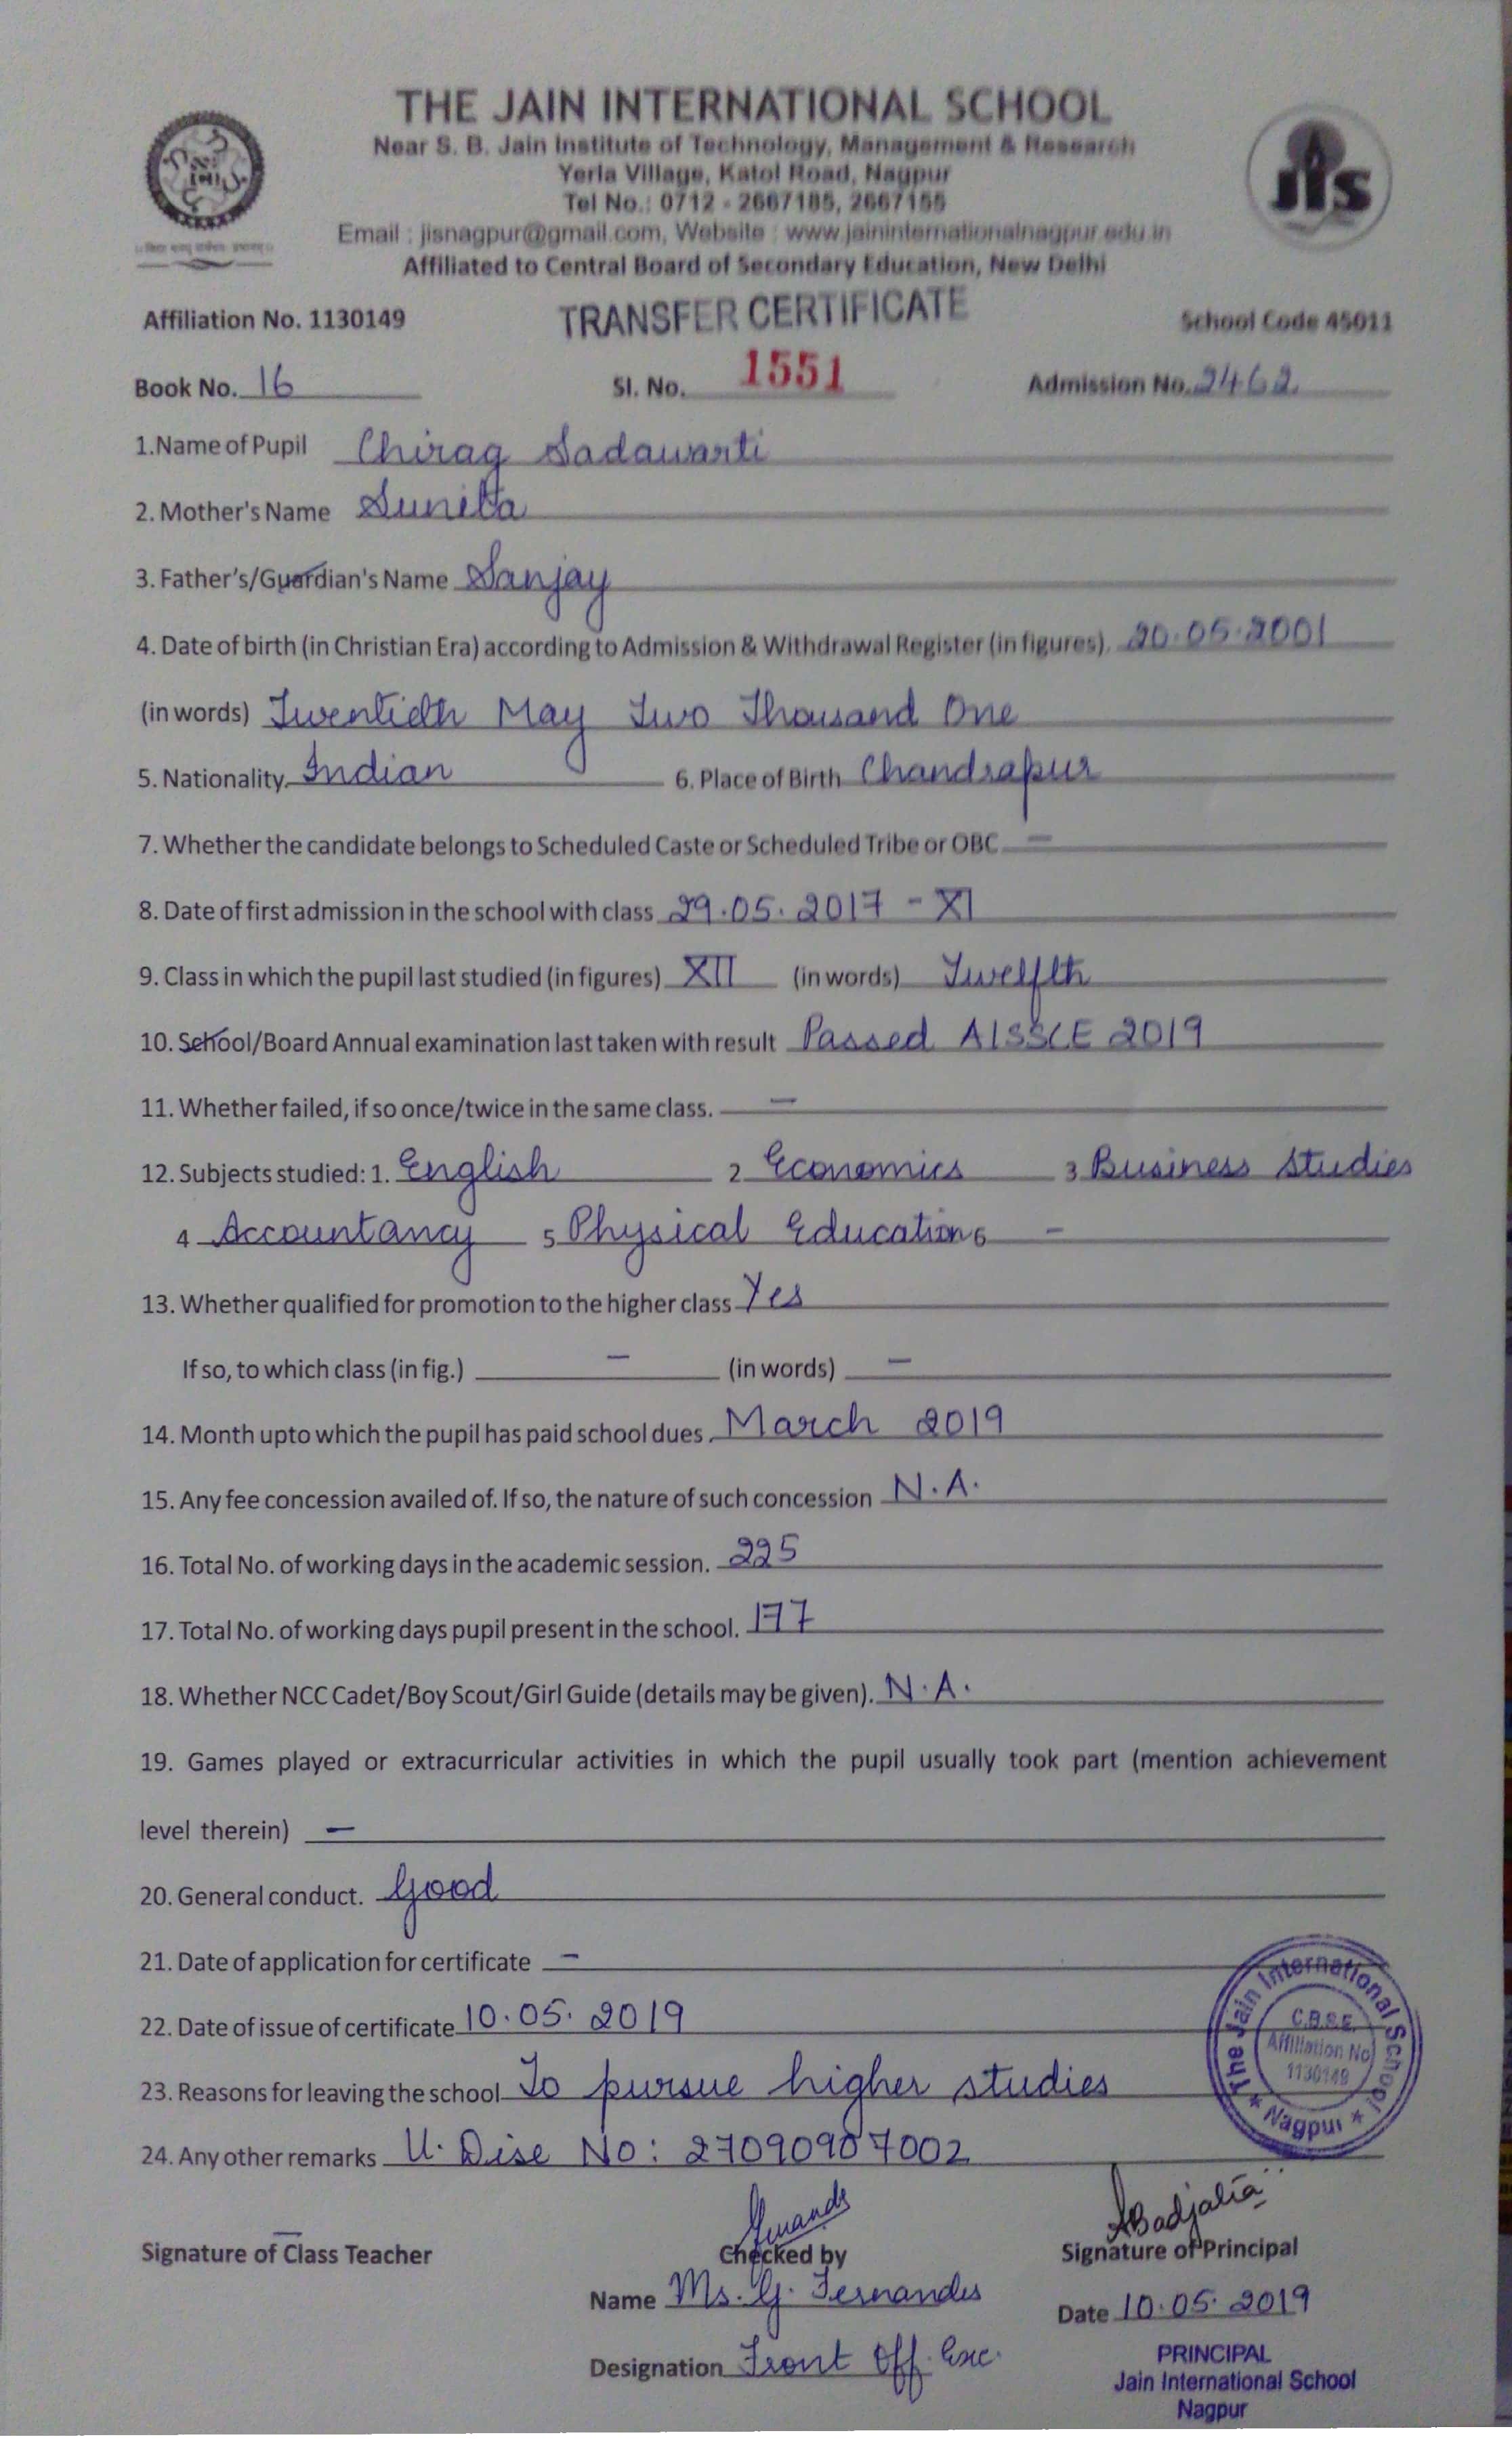 THE JAIN INTERNATIONAL SCHOOL
Near S. B. Jain Institute of Technology, Management & Research
Yerla Village, Katol Road, Nagpur
Tel No.: 0712 - 2667185, 2667155
Email : jisnagpur@gmail.com, Website : www.jaininternationalnagpur.edu.in
Affiliated to Central Board of Secondary Education, New Delhi
jis
Affiliation No. 1130149 TRANSFER CERTIFICATE School Code 45011
Book No. 16 Sl. No. 1551 Admission No. 2462
1.Name of Pupil Chirag Sadawarti
2. Mother's Name Sunita
3. Father's/Guardian's Name Sanjay
4. Date of birth (in Christian Era) according to Admission & Withdrawal Register (in figures). 20.05.2001
(in words) Twentieth May Two Thousand One
5. Nationality. Indian 6. Place of Birth Chandrapur
7. Whether the candidate belongs to Scheduled Caste or Scheduled Tribe or OBC. –
8. Date of first admission in the school with class 29.05.2017 - XI
9. Class in which the pupil last studied (in figures) XII (in words) Twelfth
10. School/Board Annual examination last taken with result Passed AISSCE 2019
11. Whether failed, if so once/twice in the same class. –
12. Subjects studied: 1. English 2 Economics 3 Business Studies
4 Accountancy 5 Physical Education 6 –
13. Whether qualified for promotion to the higher class Yes
If so, to which class (in fig.) – (in words) –
14. Month upto which the pupil has paid school dues. March 2019
15. Any fee concession availed of. If so, the nature of such concession N.A.
16. Total No. of working days in the academic session. 225
17. Total No. of working days pupil present in the school. 177
18. Whether NCC Cadet/Boy Scout/Girl Guide (details may be given). N.A.
19. Games played or extracurricular activities in which the pupil usually took part (mention achievement
level therein) –
20. General conduct. Good
21. Date of application for certificate –
22. Date of issue of certificate 10.05.2019
23. Reasons for leaving the school To pursue higher studies
24. Any other remarks U. Dise No: 27090907002
The Jain International School
C.B.S.E.
Affiliation No
1130149
* Nagpur *
Badjatia
Signature of Class Teacher – Checked by Signature of Principal
Name Ms. G. Fernandes Date 10.05.2019
Designation Front Off. Exc.
PRINCIPAL
Jain International School
Nagpur